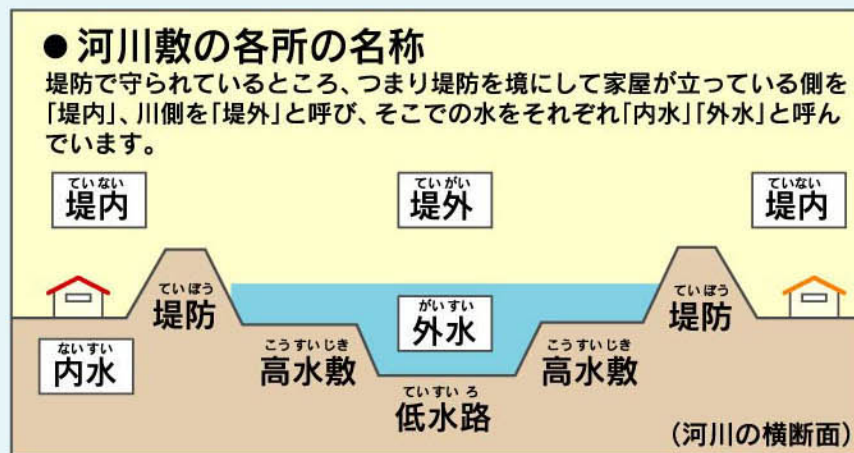 ●河川敷の各所の名称
堤防で守られているところ、つまり堤防を境にして家屋が立っている側を
「堤内」、川側を「堤外」と呼び、そこでの水をそれぞれ「内水」「外水」と呼ん
でいます。
ていない ていがい ていない
堤内 堤外 堤内
ていぼう がいすい ていぼう
堤防 外水 堤防
ないすい こうすいじき こうすいじき
内水 高水敷 高水敷
ていすいろ
低水路
(河川の横断面)